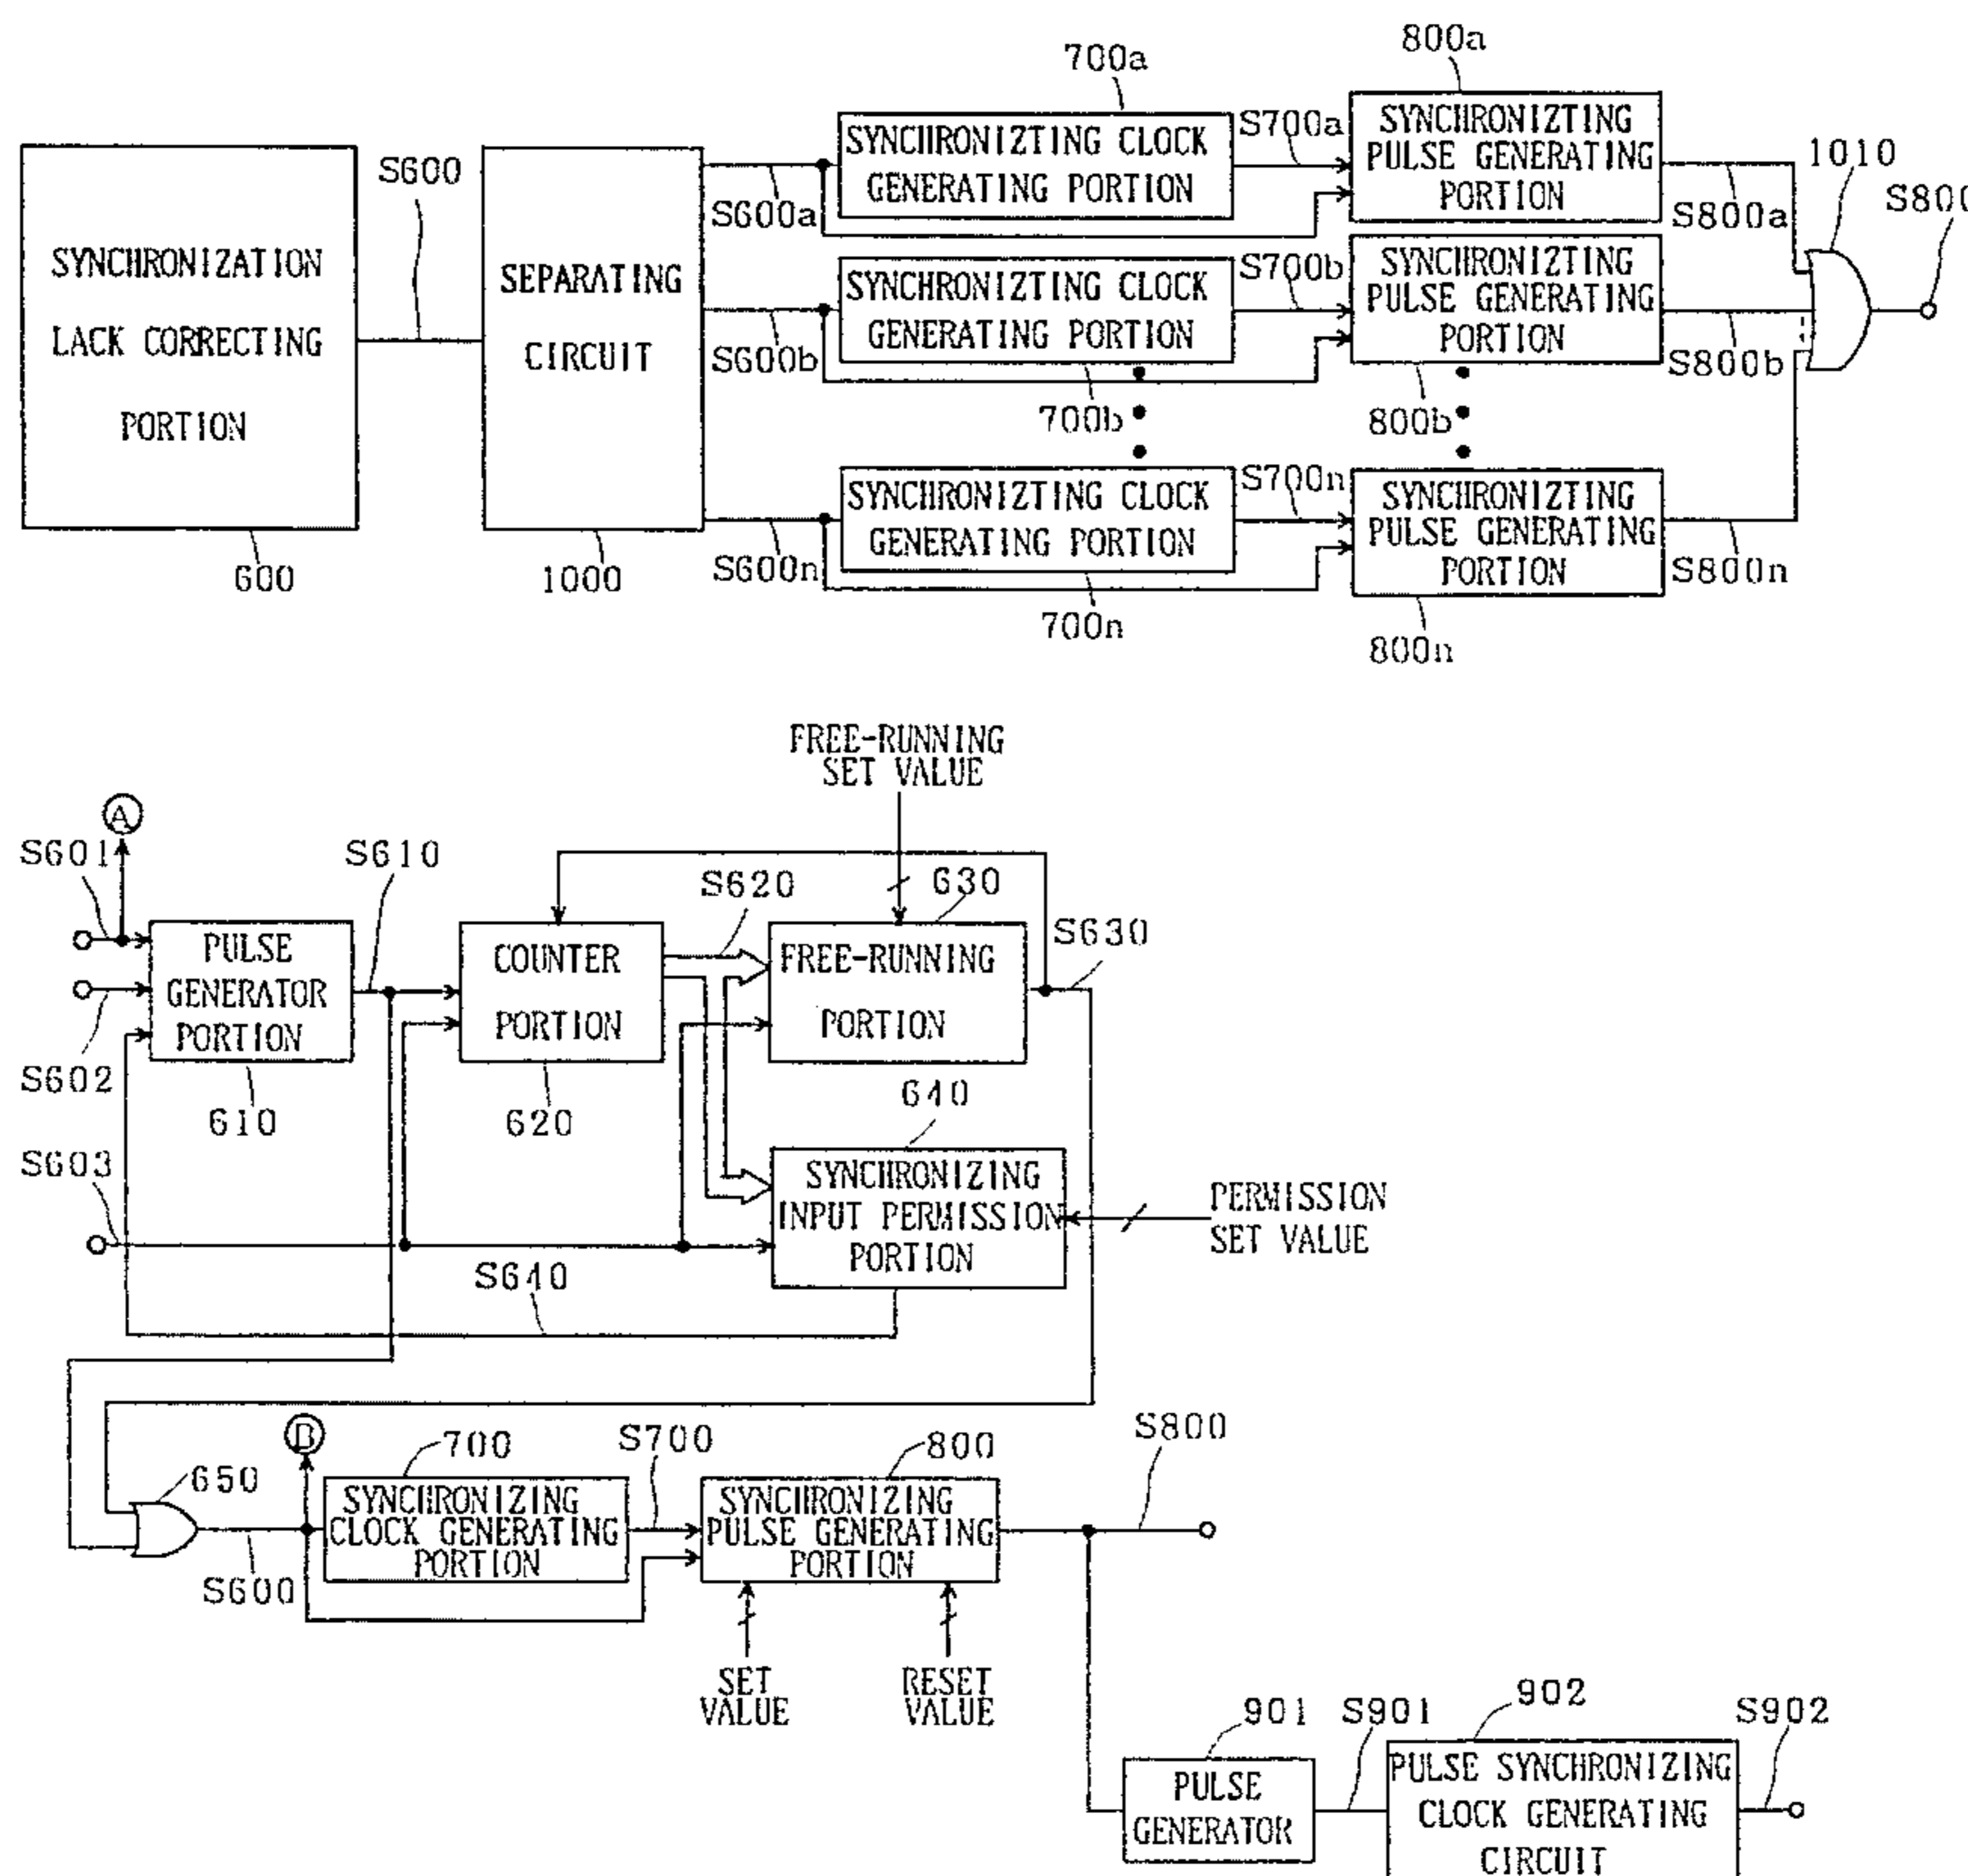 800a
700a
SYNCHRONIZTING
PULSE GENERATING
PORTION
S700a
SYNCHRONIZTING CLOCK
GENERATING PORTION
1010
S600
S800
S600a
S800a
SYNCHRONIZATION
LACK CORRECTING
PORTION
SEPARATING
CIRCUIT
S700b
SYNCHRONIZTING CLOCK
GENERATING PORTION
SYNCHRONIZTING
PULSE GENERATING
PORTION
S600b
S800b
700b
800b
S700n
SYNCHRONIZTING CLOCK
GENERATING PORTION
SYNCHRONIZTING
PULSE GENERATING
PORTION
600
1000
S600n
S800n
700n
800n
FREE-RUNNING
SET VALUE
A
S601
S610
S620
630
S630
PULSE
GENERATOR
PORTION
COUNTER
PORTION
FREE-RUNNING
PORTION
S602
610
620
640
S603
SYNCHRONIZING
INPUT PERMISSION
PORTION
PERMISSION
SET VALUE
S640
B
700
S700
800
S800
650
SYNCHRONIZING
CLOCK GENERATING
PORTION
SYNCHRONIZING
PULSE GENERATING
PORTION
S600
SET
VALUE
RESET
VALUE
901
S901
902
S902
PULSE
GENERATOR
PULSE SYNCHRONIZING
CLOCK GENERATING
CIRCUIT